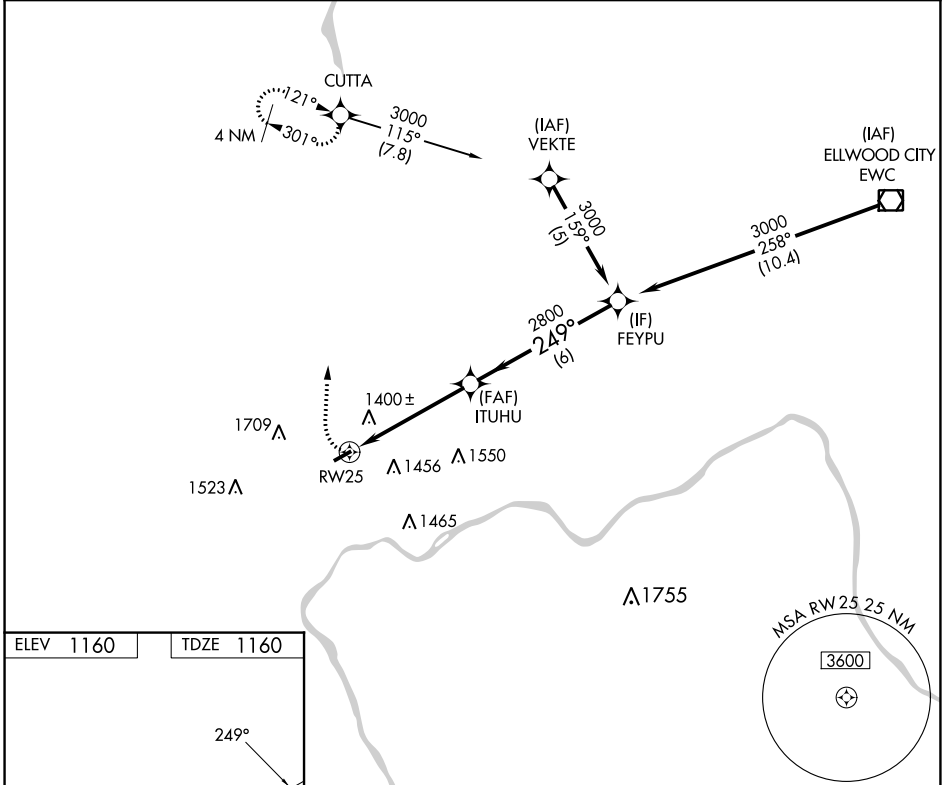 CUTTA
121°
301°
4 NM
3000
115°
(7.8)
(IAF)
VEKTE
3000
159°
(5)
(IAF)
ELLWOOD CITY
EWC
3000
258°
(10.4)
(IF)
FEYPU
2800
249°
(6)
(FAF)
ITUHU
1400±
1709
RW25
1456
1550
1523
1465
1755
MSA RW25 25 NM
3600
ELEV 1160
TDZE 1160
249°